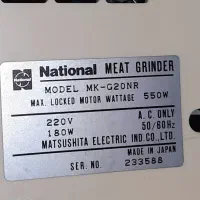 National
National MEAT GRINDER
MODEL. MK-G20NR
MAX. LOCKED MOTOR WATTAGE 550W
220V A.C. ONLY
180W 50/60Hz
MATSUSHITA ELECTRIC IND CO.LTD.
MADE IN JAPAN
SER. NO. 233588